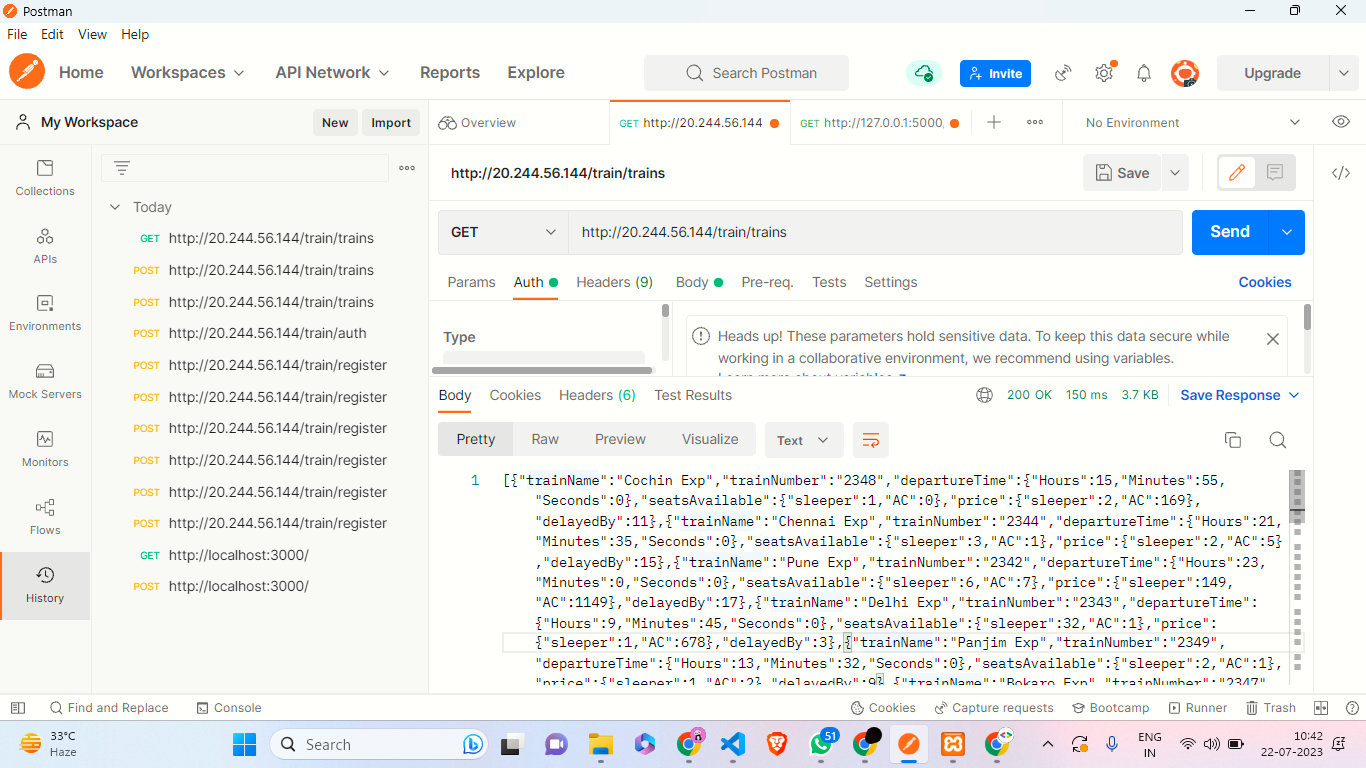 Postman
File Edit View Help
Home Workspaces API Network Reports Explore Search Postman Invite Upgrade
My Workspace New Import Overview GET http://20.244.56.144 GET http://127.0.0.1:5000, No Environment
Collections
APIs
Environments
Mock Servers
Monitors
Flows
History
Today
GET http://20.244.56.144/train/trains
POST http://20.244.56.144/train/trains
POST http://20.244.56.144/train/trains
POST http://20.244.56.144/train/auth
POST http://20.244.56.144/train/register
POST http://20.244.56.144/train/register
POST http://20.244.56.144/train/register
POST http://20.244.56.144/train/register
POST http://20.244.56.144/train/register
POST http://20.244.56.144/train/register
GET http://localhost:3000/
POST http://localhost:3000/
http://20.244.56.144/train/trains Save
GET http://20.244.56.144/train/trains Send
Params Auth Headers (9) Body Pre-req. Tests Settings Cookies
Type
Heads up! These parameters hold sensitive data. To keep this data secure while
working in a collaborative environment, we recommend using variables.
Learn more about variables
Body Cookies Headers (6) Test Results 200 OK 150 ms 3.7 KB Save Response
Pretty Raw Preview Visualize Text
1 [{"trainName":"Cochin Exp","trainNumber":"2348","departureTime":{"Hours":15,"Minutes":55,
"Seconds":0},"seatsAvailable":{"sleeper":1,"AC":0},"price":{"sleeper":2,"AC":169},
"delayedBy":11},{"trainName":"Chennai Exp","trainNumber":"2344","departureTime":{"Hours":21,
"Minutes":35,"Seconds":0},"seatsAvailable":{"sleeper":3,"AC":1},"price":{"sleeper":2,"AC":5}
,"delayedBy":15},{"trainName":"Pune Exp","trainNumber":"2342","departureTime":{"Hours":23,
"Minutes":0,"Seconds":0},"seatsAvailable":{"sleeper":6,"AC":7},"price":{"sleeper":149,
"AC":1149},"delayedBy":17},{"trainName":"Delhi Exp","trainNumber":"2343","departureTime":
{"Hours":9,"Minutes":45,"Seconds":0},"seatsAvailable":{"sleeper":32,"AC":1},"price":
{"sleeper":1,"AC":678},"delayedBy":3},{"trainName":"Panjim Exp","trainNumber":"2349",
"departureTime":{"Hours":13,"Minutes":32,"Seconds":0},"seatsAvailable":{"sleeper":2,"AC":1},
"price":{"sleeper":1,"AC":2},"delayedBy":9},{"trainName":"Bokaro Exp","trainNumber":"2347",
Find and Replace Console Cookies Capture requests Bootcamp Runner Trash
33°C
Haze
Search
51
ENG
IN
10:42
22-07-2023